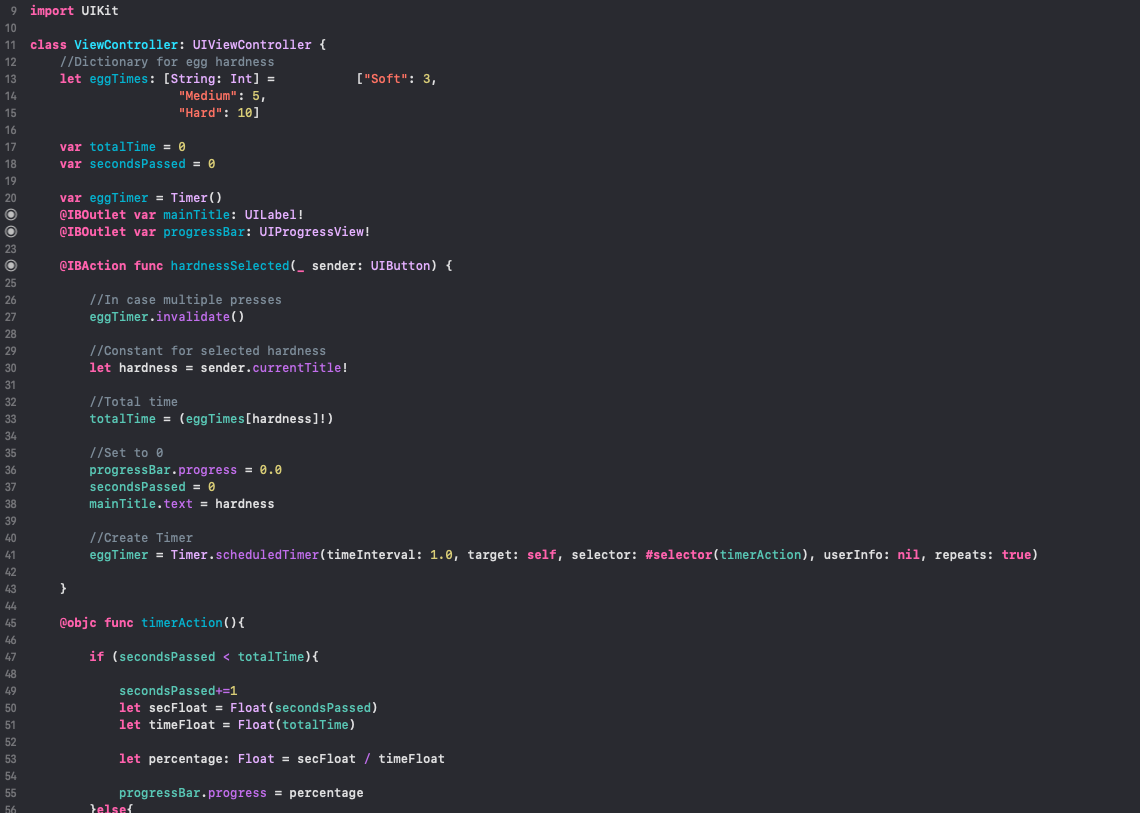 9 import UIKit
10
11 class ViewController: UIViewController {
12 //Dictionary for egg hardness
13 let eggTimes: [String: Int] = ["Soft": 3,
14 "Medium": 5,
15 "Hard": 10]
16
17 var totalTime = 0
18 var secondsPassed = 0
19
20 var eggTimer = Timer()
@IBOutlet var mainTitle: UILabel!
@IBOutlet var progressBar: UIProgressView!
23
@IBAction func hardnessSelected(_ sender: UIButton) {
25
26 //In case multiple presses
27 eggTimer.invalidate()
28
29 //Constant for selected hardness
30 let hardness = sender.currentTitle!
31
32 //Total time
33 totalTime = (eggTimes[hardness]!)
34
35 //Set to 0
36 progressBar.progress = 0.0
37 secondsPassed = 0
38 mainTitle.text = hardness
39
40 //Create Timer
41 eggTimer = Timer.scheduledTimer(timeInterval: 1.0, target: self, selector: #selector(timerAction), userInfo: nil, repeats: true)
42
43 }
44
45 @objc func timerAction(){
46
47 if (secondsPassed < totalTime){
48
49 secondsPassed+=1
50 let secFloat = Float(secondsPassed)
51 let timeFloat = Float(totalTime)
52
53 let percentage: Float = secFloat / timeFloat
54
55 progressBar.progress = percentage
56 }else{